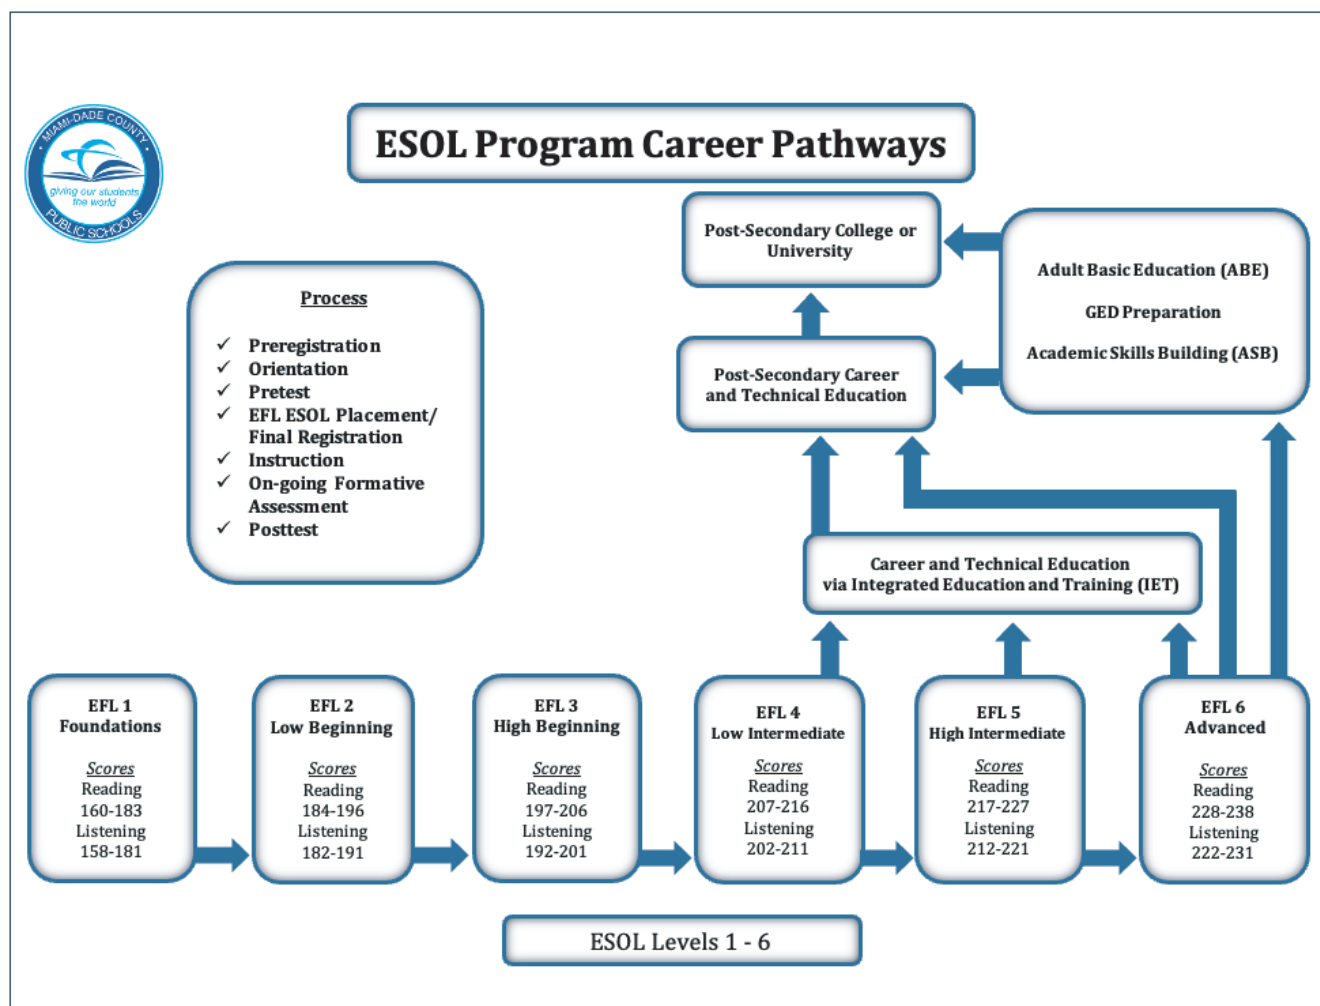 MIAMI-DADE COUNTY
giving our students
the world
PUBLIC SCHOOLS
ESOL Program Career Pathways
Post-Secondary College or
University
Adult Basic Education (ABE)
GED Preparation
Academic Skills Building (ASB)
Process
✓ Preregistration
✓ Orientation
✓ Pretest
✓ EFL ESOL Placement/
Final Registration
✓ Instruction
✓ On-going Formative
Assessment
✓ Posttest
Post-Secondary Career
and Technical Education
Career and Technical Education
via Integrated Education and Training (IET)
EFL 1
Foundations
Scores
Reading
160-183
Listening
158-181
EFL 2
Low Beginning
Scores
Reading
184-196
Listening
182-191
EFL 3
High Beginning
Scores
Reading
197-206
Listening
192-201
EFL 4
Low Intermediate
Scores
Reading
207-216
Listening
202-211
EFL 5
High Intermediate
Scores
Reading
217-227
Listening
212-221
EFL 6
Advanced
Scores
Reading
228-238
Listening
222-231
ESOL Levels 1 - 6